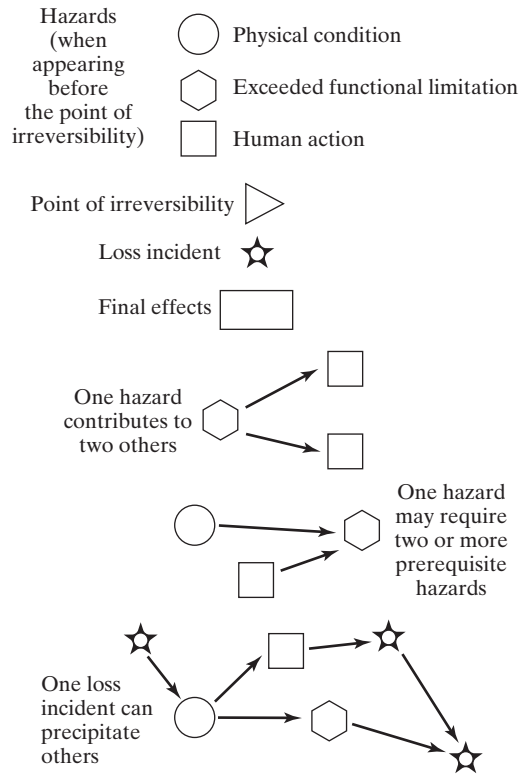 Hazards
(when
appearing
before
the point of
irreversibility)
Physical condition
Exceeded functional limitation
Human action
Point of irreversibility
Loss incident
Final effects
One hazard
contributes to
two others
One hazard
may require
two or more
prerequisite
hazards
One loss
incident can
precipitate
others